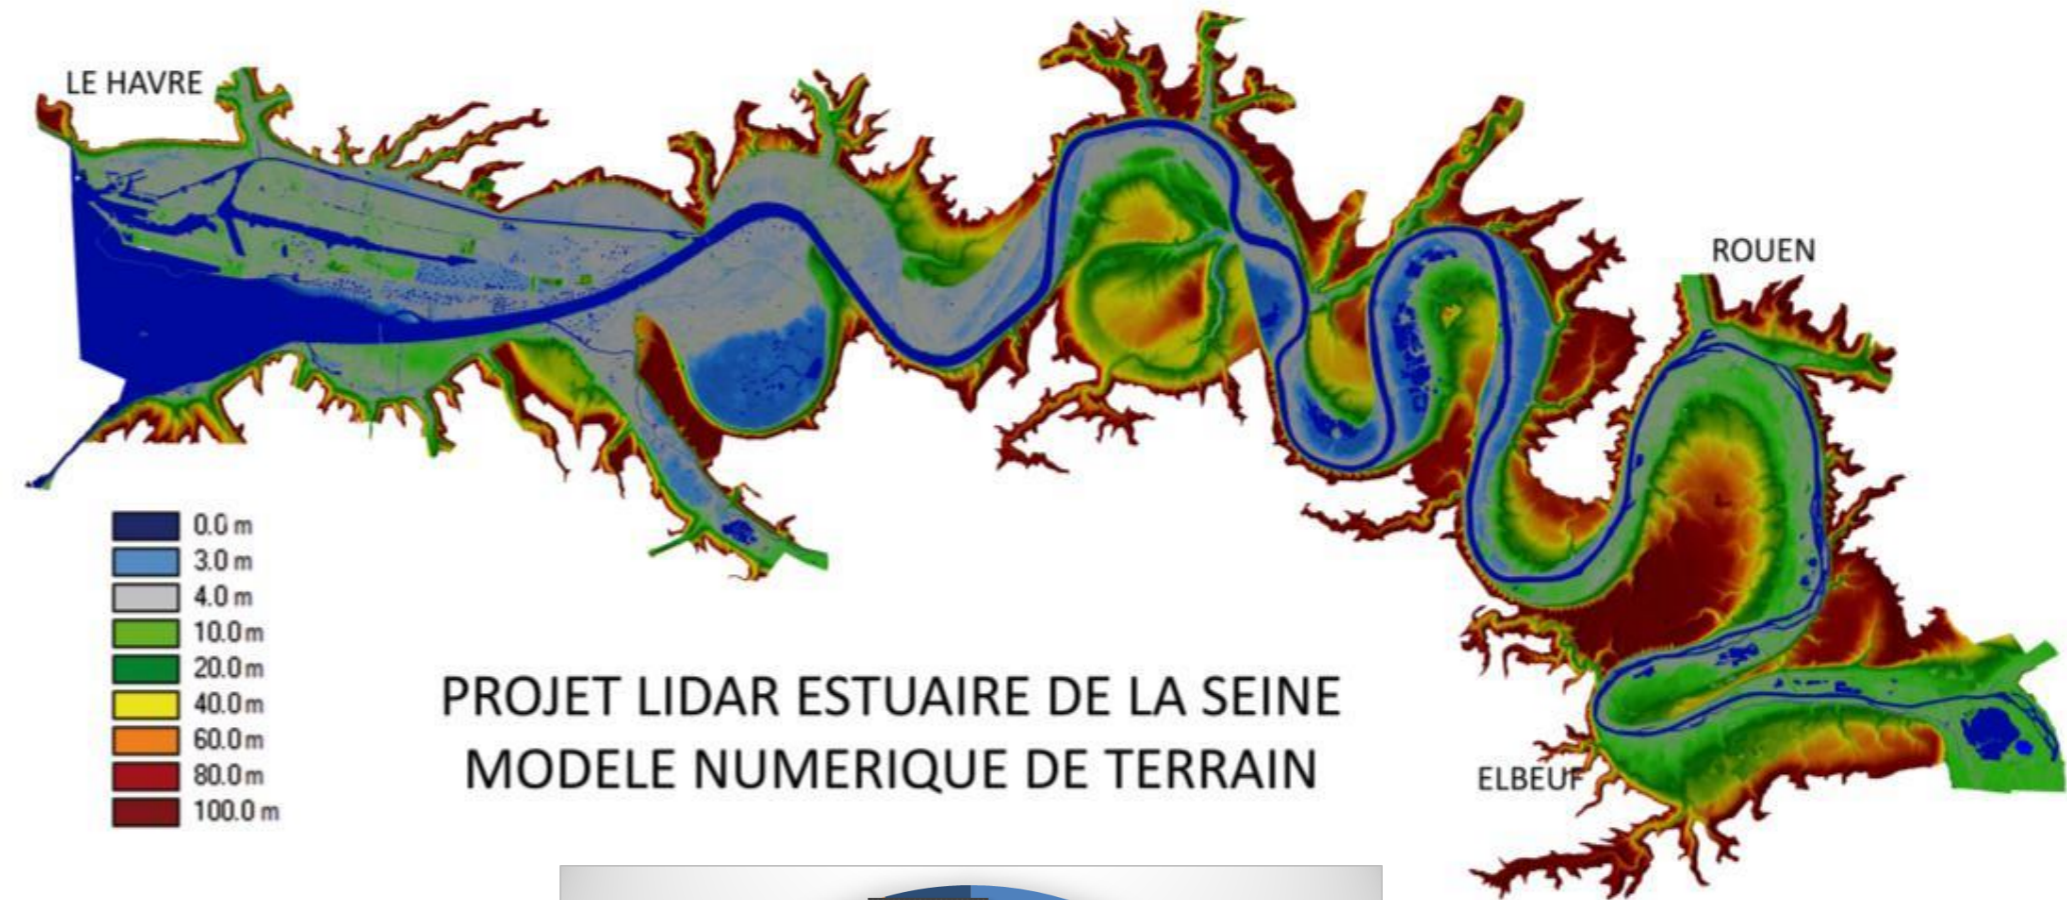 LE HAVRE
ROUEN
0.0 m
3.0 m
4.0 m
10.0 m
20.0 m
40.0 m
60.0 m
80.0 m
100.0 m
PROJET LIDAR ESTUAIRE DE LA SEINE
MODELE NUMERIQUE DE TERRAIN
ELBEUF